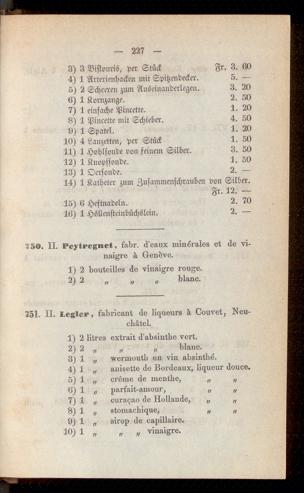 — 227 —
3) 3 Bistouris, per Stück Fr. 3. 60
4) 1 Arterienhacken mit Spitzendecker. 5. —
5) 2 Scheeren zum Auseinanderlegen. 3. 20
6) 1 Kornzange. 2. 50
7) 1 einfache Pincette. 1. 20
8) 1 Pincette mit Schieber. 4. 50
9) 1 Spatel. 1. 20
10) 4 Lanzetten, per Stück 1. 50
11) 1 Hohlsonde von feinem Silber. 3. 50
12) 1 Knopfsonde. 1. 50
13) 1 Oersonde. 2. —
14) 1 Katheter zum Zusammenschrauben von Silber.
Fr. 12. —
15) 6 Heftnadeln. 2. 70
16) 1 Höllensteinbüchslein. 2. —
750. II. Peytregnet, fabr. d'eaux minérales et de vi-
naigre à Genève.
1) 2 bouteilles de vinaigre rouge.
2) 2 „ „ „ blanc.
751. II. Legler, fabricant de liqueurs à Couvet, Neu-
châtel.
1) 2 litres extrait d'absinthe vert.
2) 2 „ „ „ blanc.
3) 1 „ wermouth en vin absinthé.
4) 1 „ anisette de Bordeaux, liqueur douce.
5) 1 „ crême de menthe, „ „
6) 1 „ parfait-amour, „ „
7) 1 „ curaçao de Hollande, „ „
8) 1 „ stomachique, „ „
9) 1 „ sirop de capillaire.
10) 1 „ „ „ vinaigre.